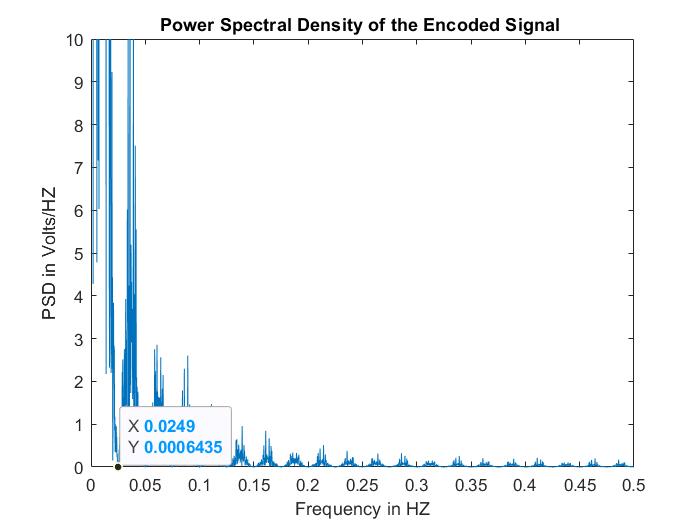 Power Spectral Density of the Encoded Signal
10
9
8
7
6
5
4
3
2
1
0
PSD in Volts/HZ
X 0.0249
Y 0.0006435
0 0.05 0.1 0.15 0.2 0.25 0.3 0.35 0.4 0.45 0.5
Frequency in HZ